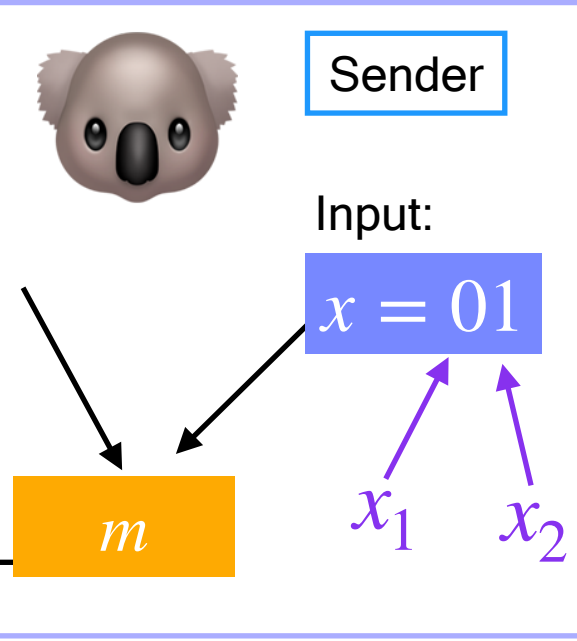 Sender
Input:
x = 01
m
x₁ x₂